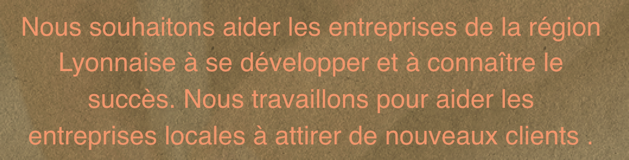 Nous souhaitons aider les entreprises de la région
Lyonnaise à se développer et à connaître le
succès. Nous travaillons pour aider les
entreprises locales à attirer de nouveaux clients .